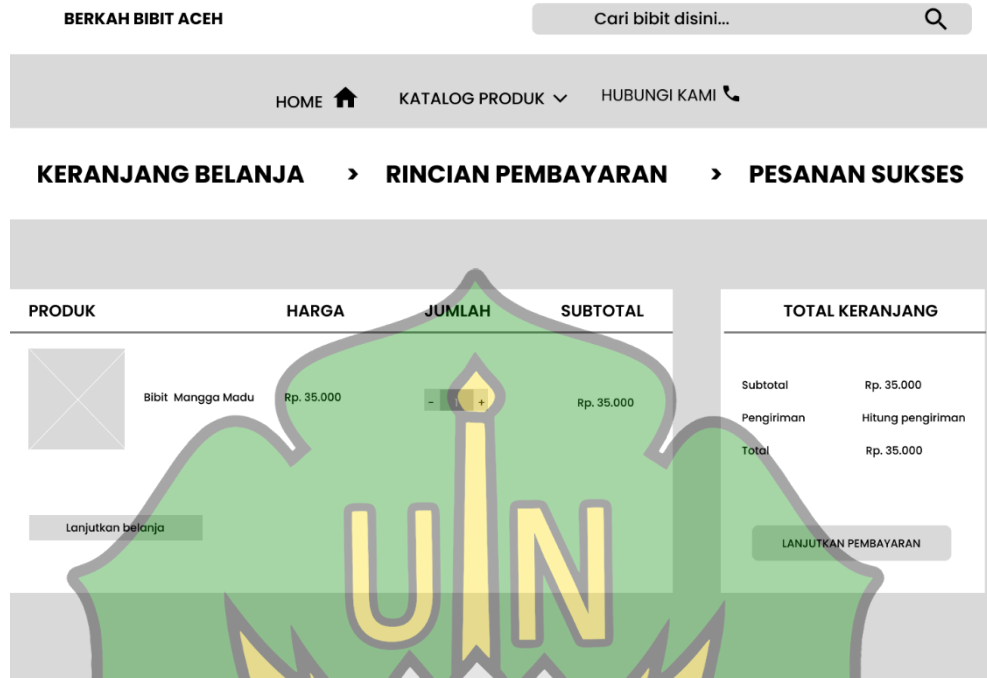 BERKAH BIBIT ACEH
Cari bibit disini...
HOME KATALOG PRODUK HUBUNGI KAMI
KERANJANG BELANJA > RINCIAN PEMBAYARAN > PESANAN SUKSES
PRODUK HARGA JUMLAH SUBTOTAL
Bibit Mangga Madu Rp. 35.000 - 1 + Rp. 35.000
Lanjutkan belanja
TOTAL KERANJANG
Subtotal Rp. 35.000
Pengiriman Hitung pengiriman
Total Rp. 35.000
LANJUTKAN PEMBAYARAN
UIN